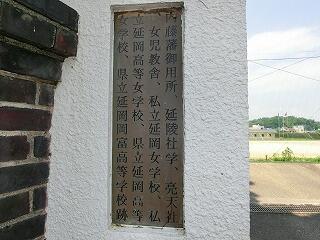 内藤藩御用所、延陵社学、亮天社
女児教舎、私立延岡女学校、私
立延岡高等女学校、県立延岡高等
女学校、県立延岡岡富高等学校跡